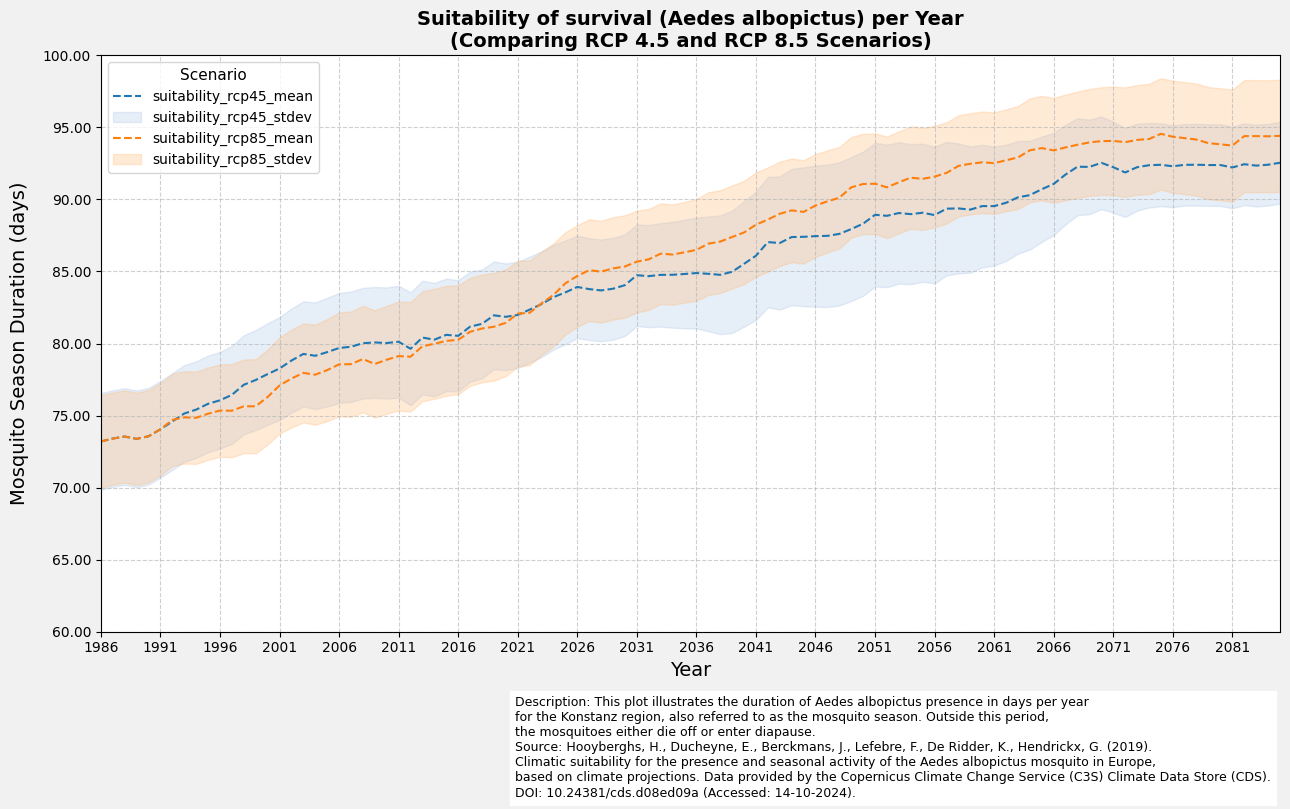 Suitability of survival (Aedes albopictus) per Year
(Comparing RCP 4.5 and RCP 8.5 Scenarios)
Scenario
suitability_rcp45_mean
suitability_rcp45_stdev
suitability_rcp85_mean
suitability_rcp85_stdev
Mosquito Season Duration (days)
100.00
95.00
90.00
85.00
80.00
75.00
70.00
65.00
60.00
1986 1991 1996 2001 2006 2011 2016 2021 2026 2031 2036 2041 2046 2051 2056 2061 2066 2071 2076 2081
Year
Description: This plot illustrates the duration of Aedes albopictus presence in days per year
for the Konstanz region, also referred to as the mosquito season. Outside this period,
the mosquitoes either die off or enter diapause.
Source: Hooyberghs, H., Ducheyne, E., Berckmans, J., Lefebre, F., De Ridder, K., Hendrickx, G. (2019).
Climatic suitability for the presence and seasonal activity of the Aedes albopictus mosquito in Europe,
based on climate projections. Data provided by the Copernicus Climate Change Service (C3S) Climate Data Store (CDS).
DOI: 10.24381/cds.d08ed09a (Accessed: 14-10-2024).